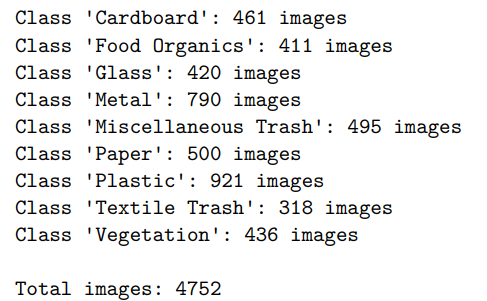 Class 'Cardboard': 461 images
Class 'Food Organics': 411 images
Class 'Glass': 420 images
Class 'Metal': 790 images
Class 'Miscellaneous Trash': 495 images
Class 'Paper': 500 images
Class 'Plastic': 921 images
Class 'Textile Trash': 318 images
Class 'Vegetation': 436 images
Total images: 4752